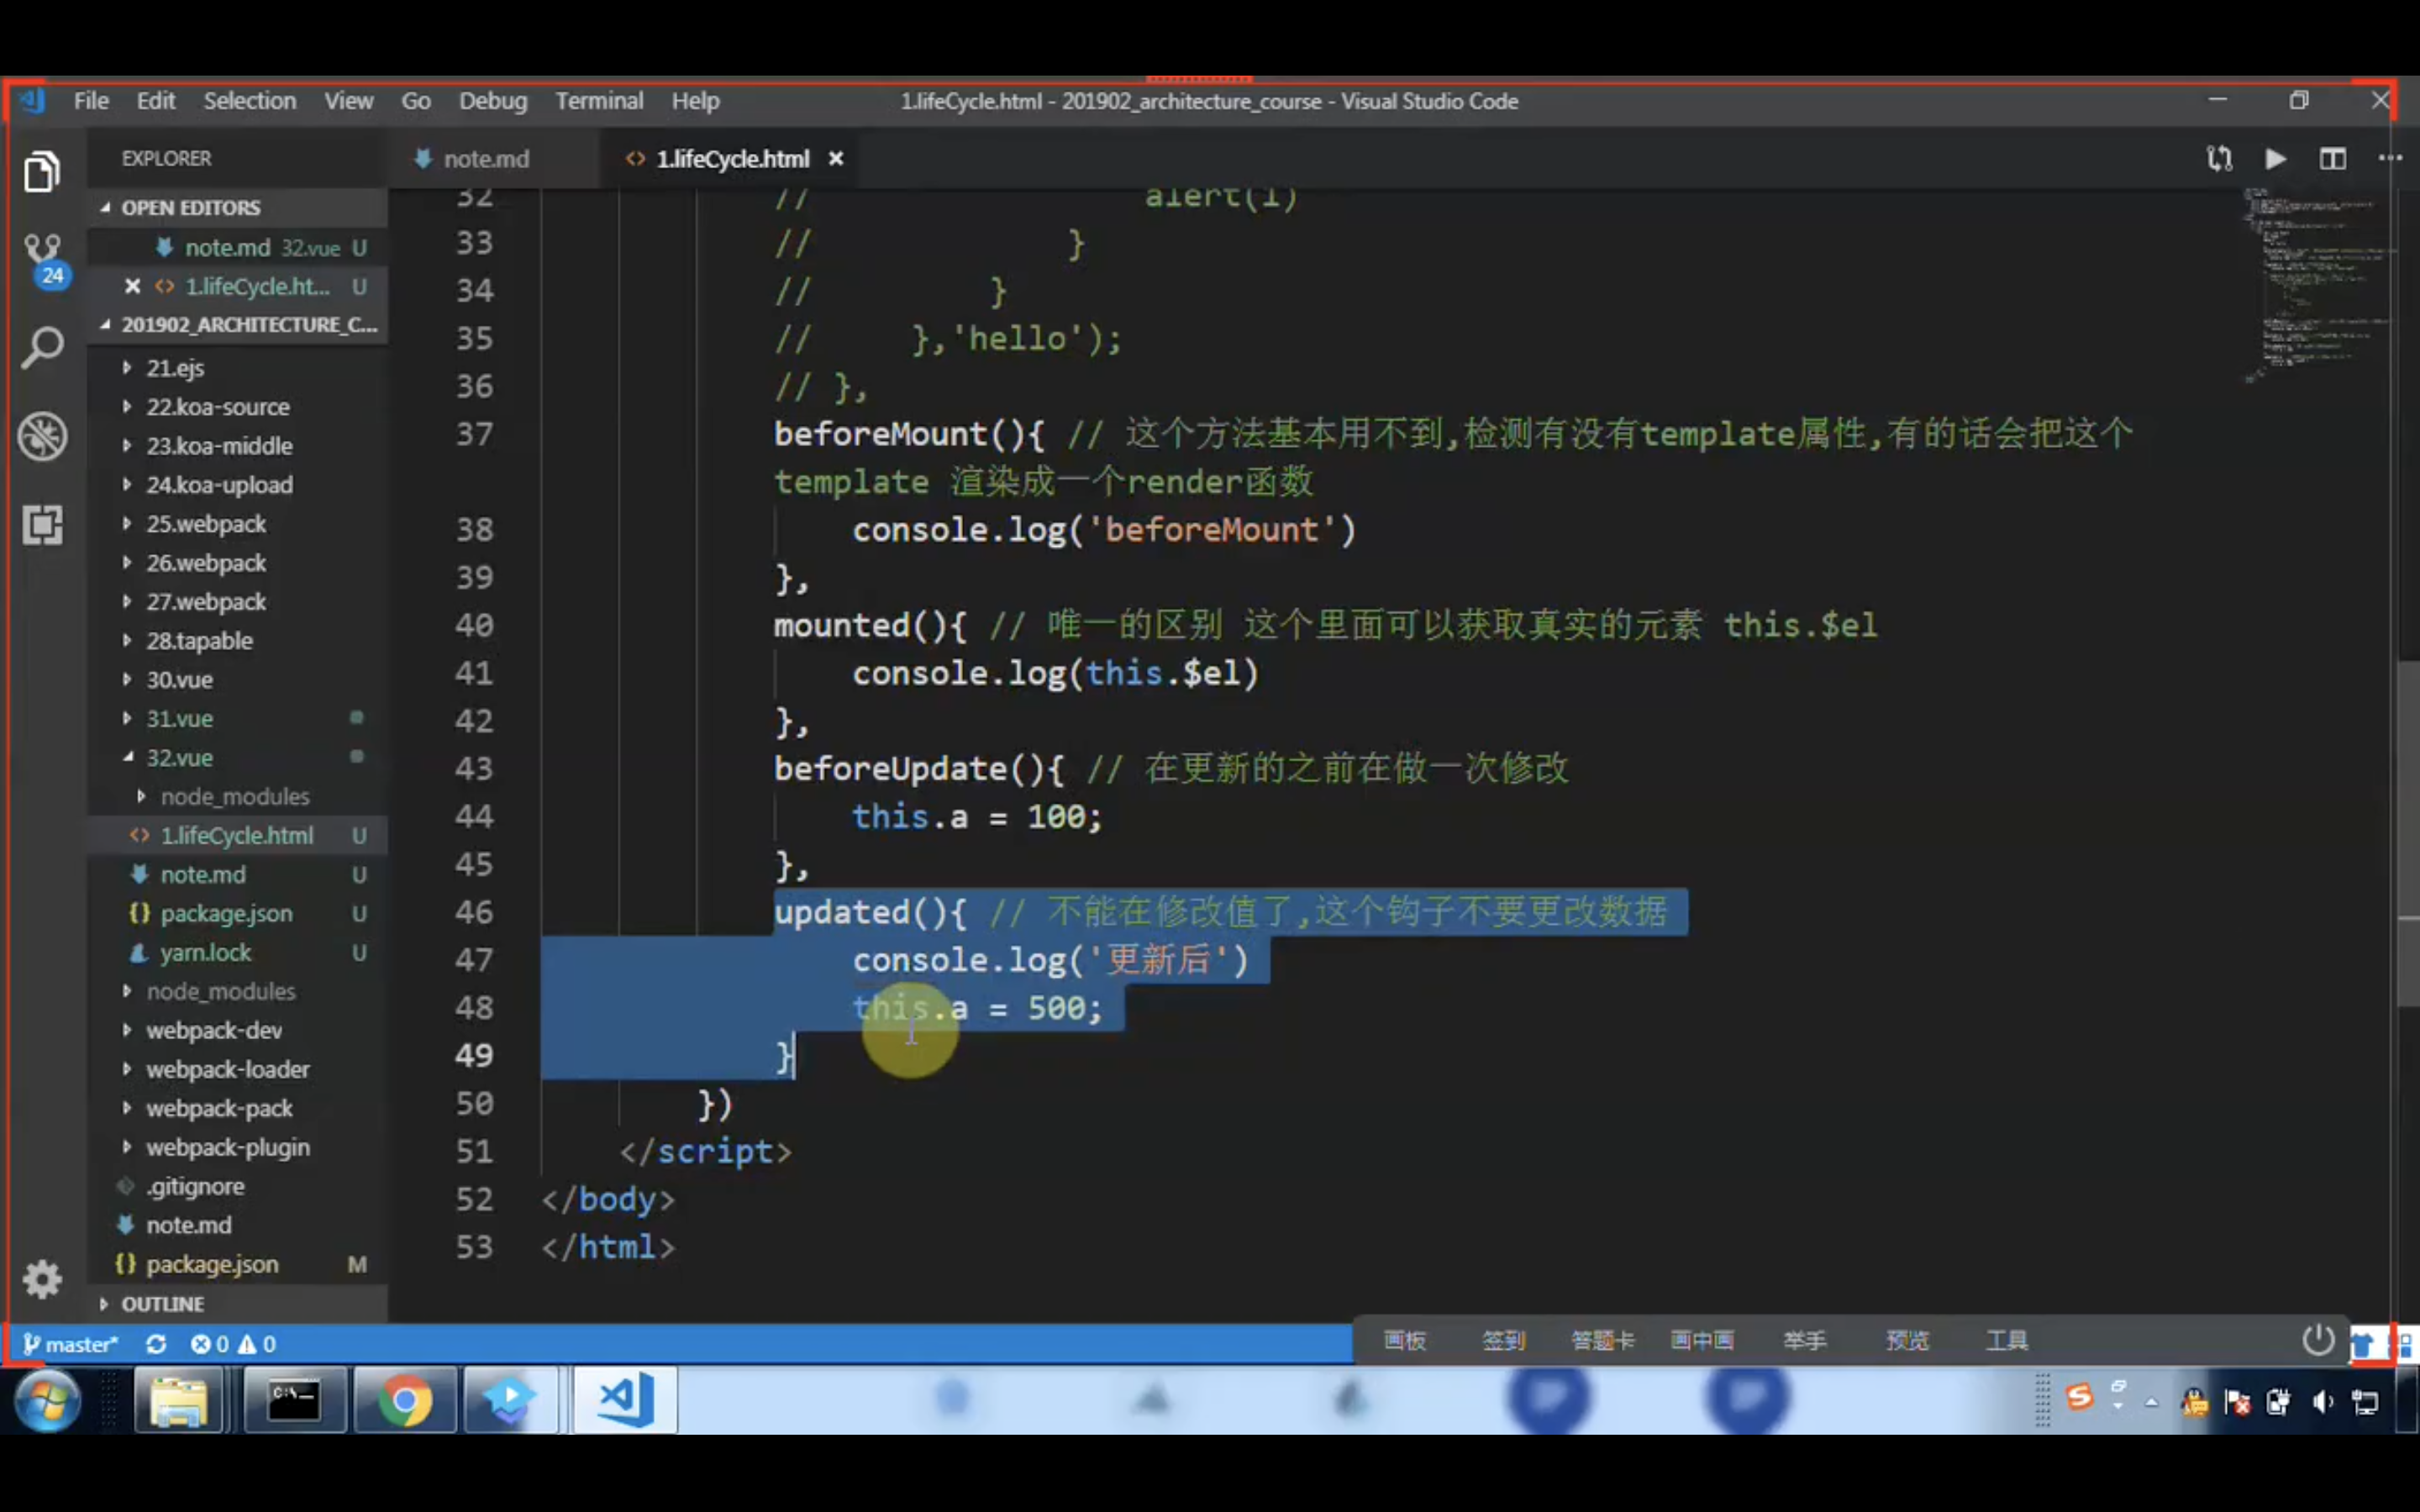 File Edit Selection View Go Debug Terminal Help
1.lifeCycle.html - 201902_architecture_course - Visual Studio Code
EXPLORER
OPEN EDITORS
note.md 32.vue U
1.lifeCycle.ht... U
201902_ARCHITECTURE_C...
21.ejs
22.koa-source
23.koa-middle
24.koa-upload
25.webpack
26.webpack
27.webpack
28.tapable
30.vue
31.vue
32.vue
node_modules
1.lifeCycle.html U
note.md U
package.json U
yarn.lock U
node_modules
webpack-dev
webpack-loader
webpack-pack
webpack-plugin
.gitignore
note.md
package.json M
OUTLINE
24
note.md
1.lifeCycle.html
32 // alert(1)
33 // }
34 // }
35 // },'hello');
36 // },
37 beforeMount(){ // 这个方法基本用不到,检测有没有template属性,有的话会把这个
template 渲染成一个render函数
38 console.log('beforeMount')
39 },
40 mounted(){ // 唯一的区别 这个里面可以获取真实的元素 this.$el
41 console.log(this.$el)
42 },
43 beforeUpdate(){ // 在更新的之前在做一次修改
44 this.a = 100;
45 },
46 updated(){ // 不能在修改值了,这个钩子不要更改数据
47 console.log('更新后')
48 this.a = 500;
49 }
50 })
51 </script>
52 </body>
53 </html>
master* 0 0
画板 签到 答题卡 画中画 举手 预览 工具